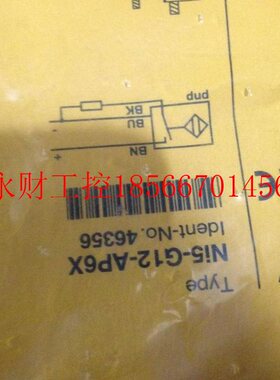 永财工控18566701456
Type
Ni5-G12-AP6X
Ident-No. 46356
pnp
BN
BU
BK
+
-
CE